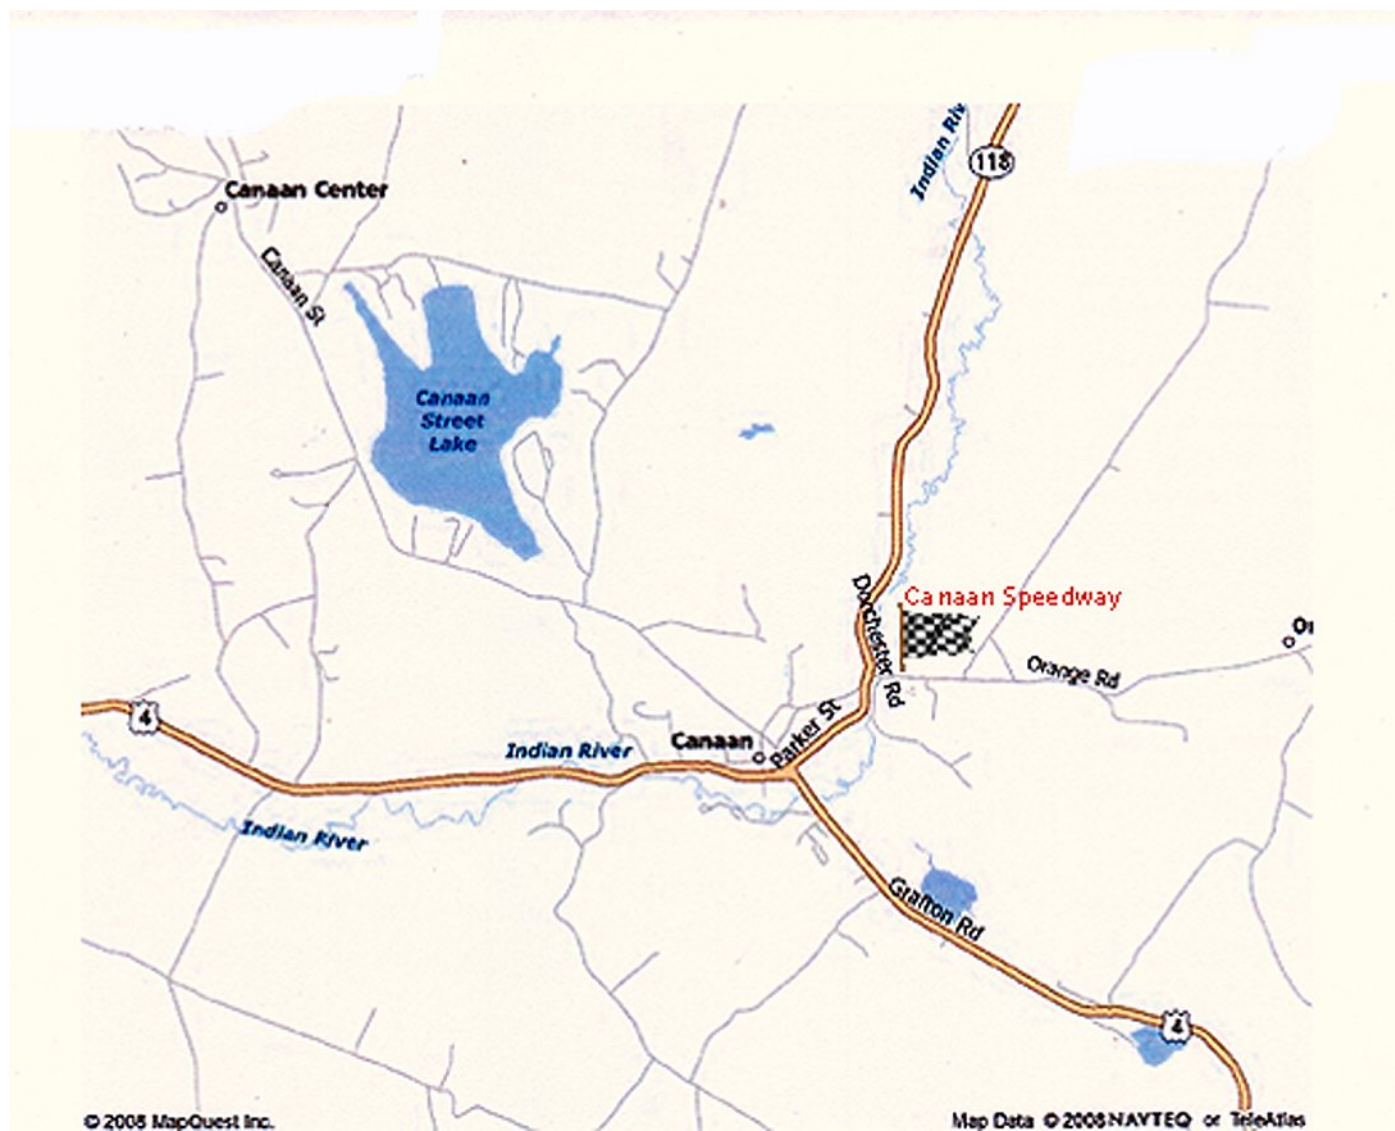 Indian Riv
118
Canaan Center
Canaan St
Canaan
Street
Lake
Canaan Speedway
Dorchester Rd
Orange Rd
4
Parker St
Canaan
Indian River
Indian River
Grafton Rd
4
© 2008 MapQuest Inc.
Map Data © 2008 NAVTEQ or TeleAtlas